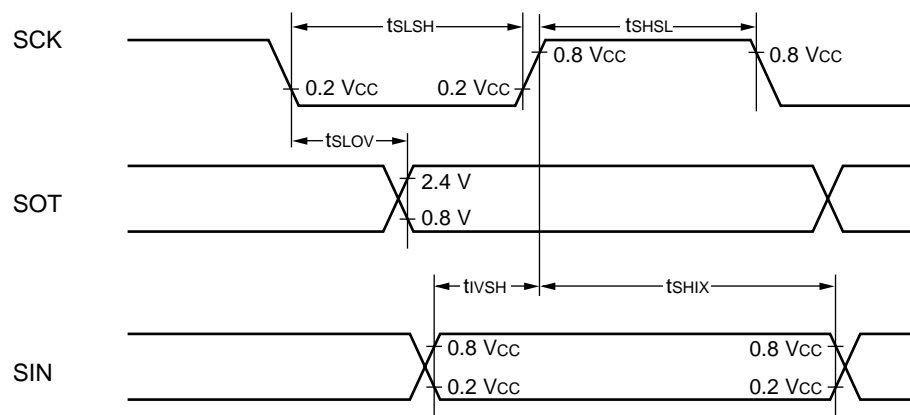 tSLSH tSHSL
SCK
0.8 VCC 0.8 VCC
0.2 VCC 0.2 VCC
tSLOV
SOT
2.4 V
0.8 V
tIVSH tSHIX
SIN
0.8 VCC 0.8 VCC
0.2 VCC 0.2 VCC